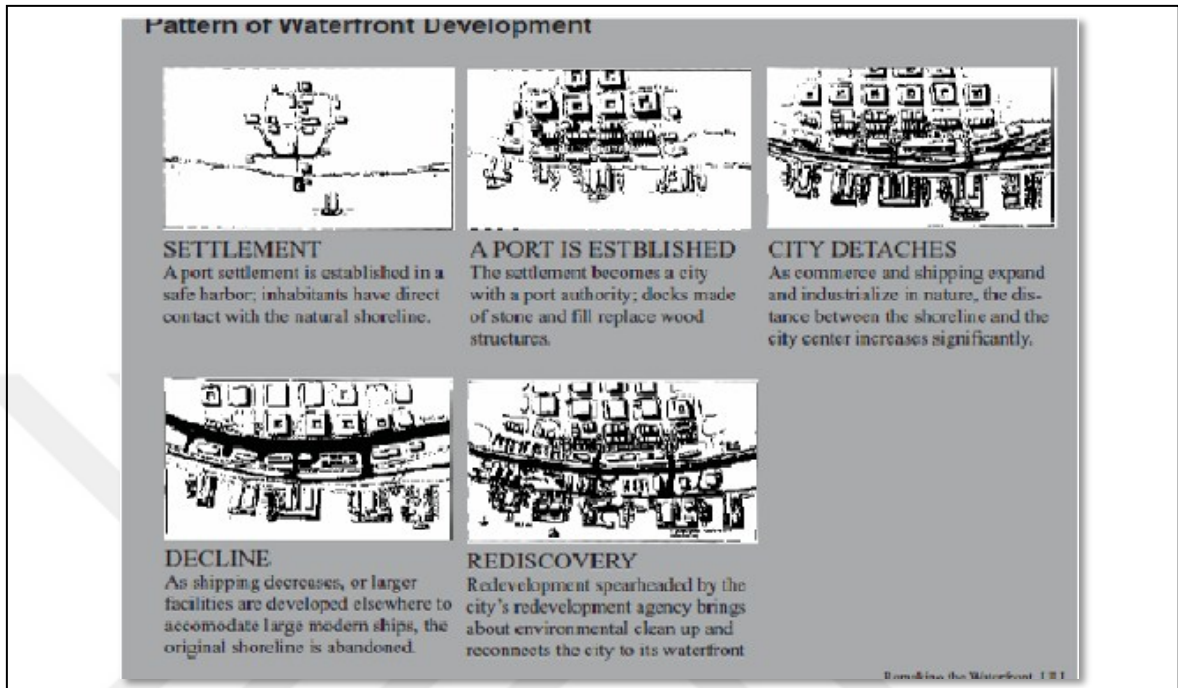 Pattern of Waterfront Development
SETTLEMENT
A port settlement is established in a
safe harbor; inhabitants have direct
contact with the natural shoreline.
A PORT IS ESTBLISHED
The settlement becomes a city
with a port authority; docks made
of stone and fill replace wood
structures.
CITY DETACHES
As commerce and shipping expand
and industrialize in nature, the dis-
tance between the shoreline and the
city center increases significantly.
DECLINE
As shipping decreases, or larger
facilities are developed elsewhere to
accomodate large modern ships, the
original shoreline is abandoned.
REDISCOVERY
Redevelopment spearheaded by the
city's redevelopment agency brings
about environmental clean up and
reconnects the city to its waterfront
Remaking the Waterfront, ULI